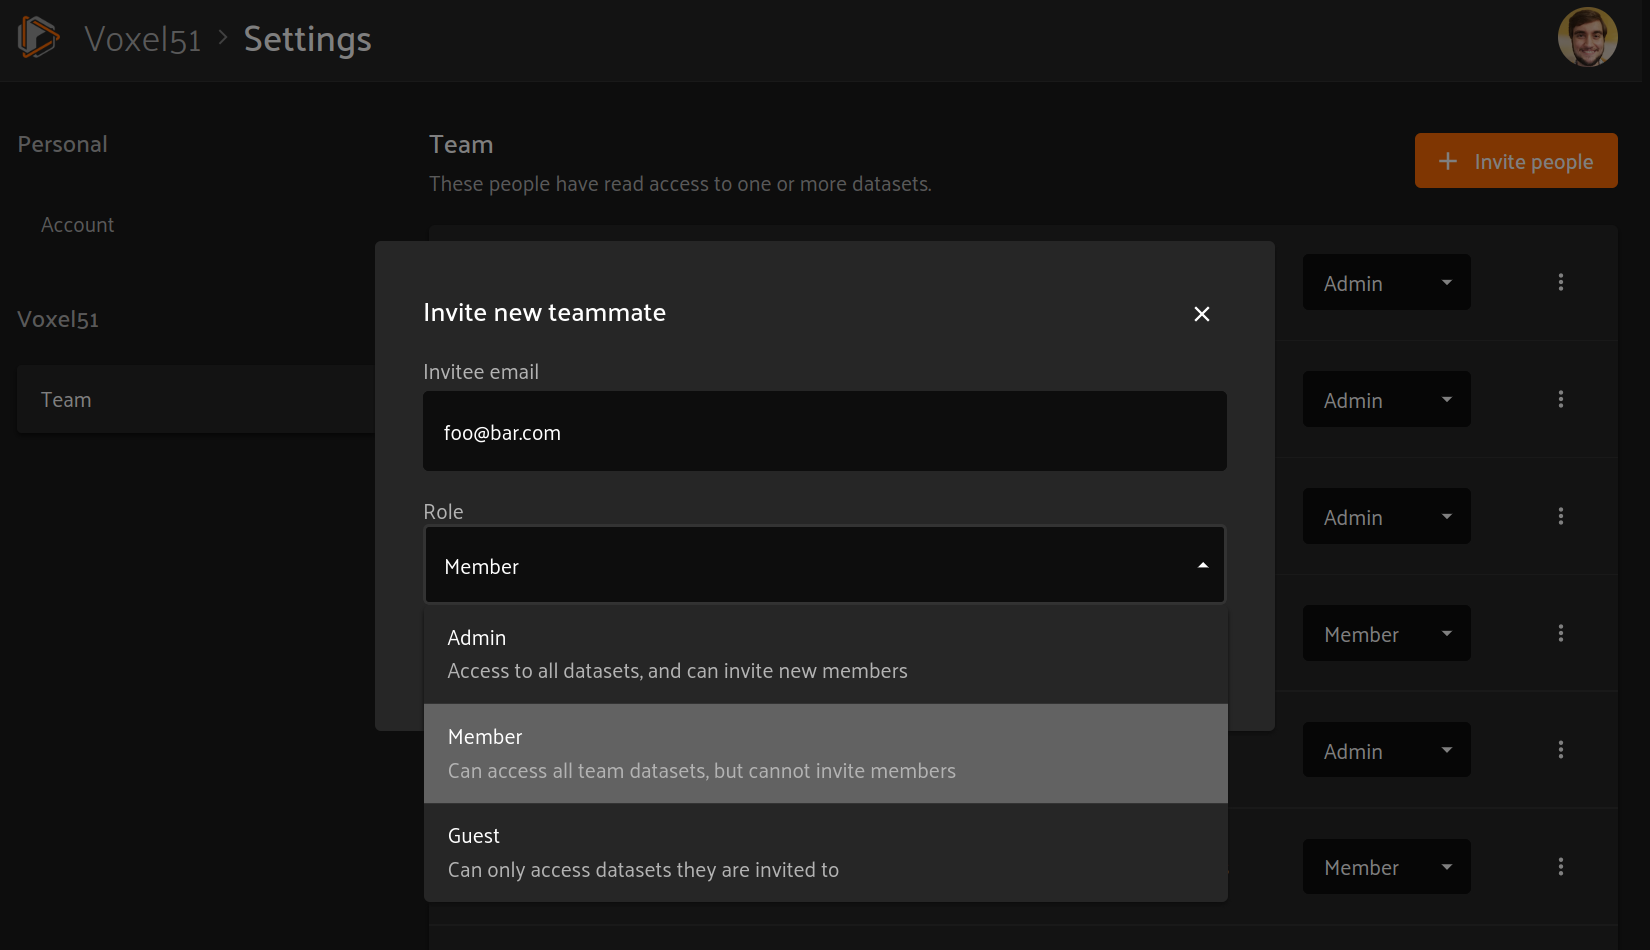 Voxel51 > Settings
Personal
Account
Voxel51
Team
Team
These people have read access to one or more datasets.
+ Invite people
Invite new teammate
Invitee email
foo@bar.com
Role
Member
Admin
Access to all datasets, and can invite new members
Member
Can access all team datasets, but cannot invite members
Guest
Can only access datasets they are invited to
Admin
Admin
Admin
Member
Admin
Member